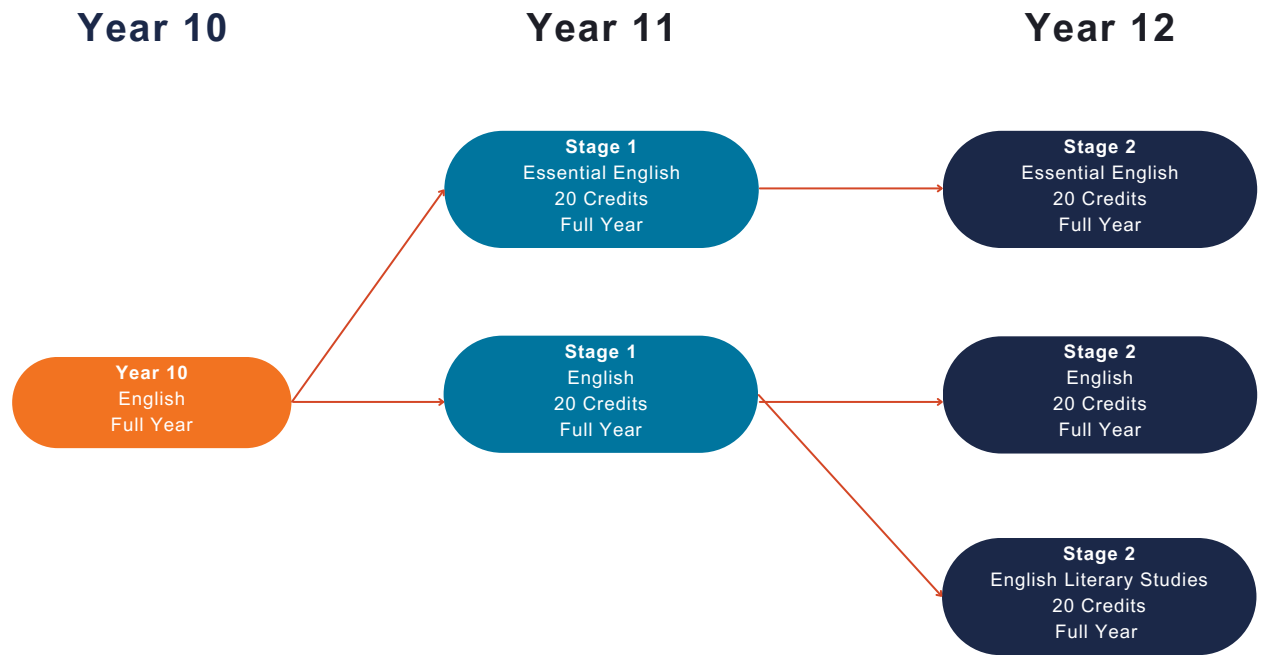 Year 10
Year 11
Year 12
Stage 1
Essential English
20 Credits
Full Year
Stage 2
Essential English
20 Credits
Full Year
Year 10
English
Full Year
Stage 1
English
20 Credits
Full Year
Stage 2
English
20 Credits
Full Year
Stage 2
English Literary Studies
20 Credits
Full Year